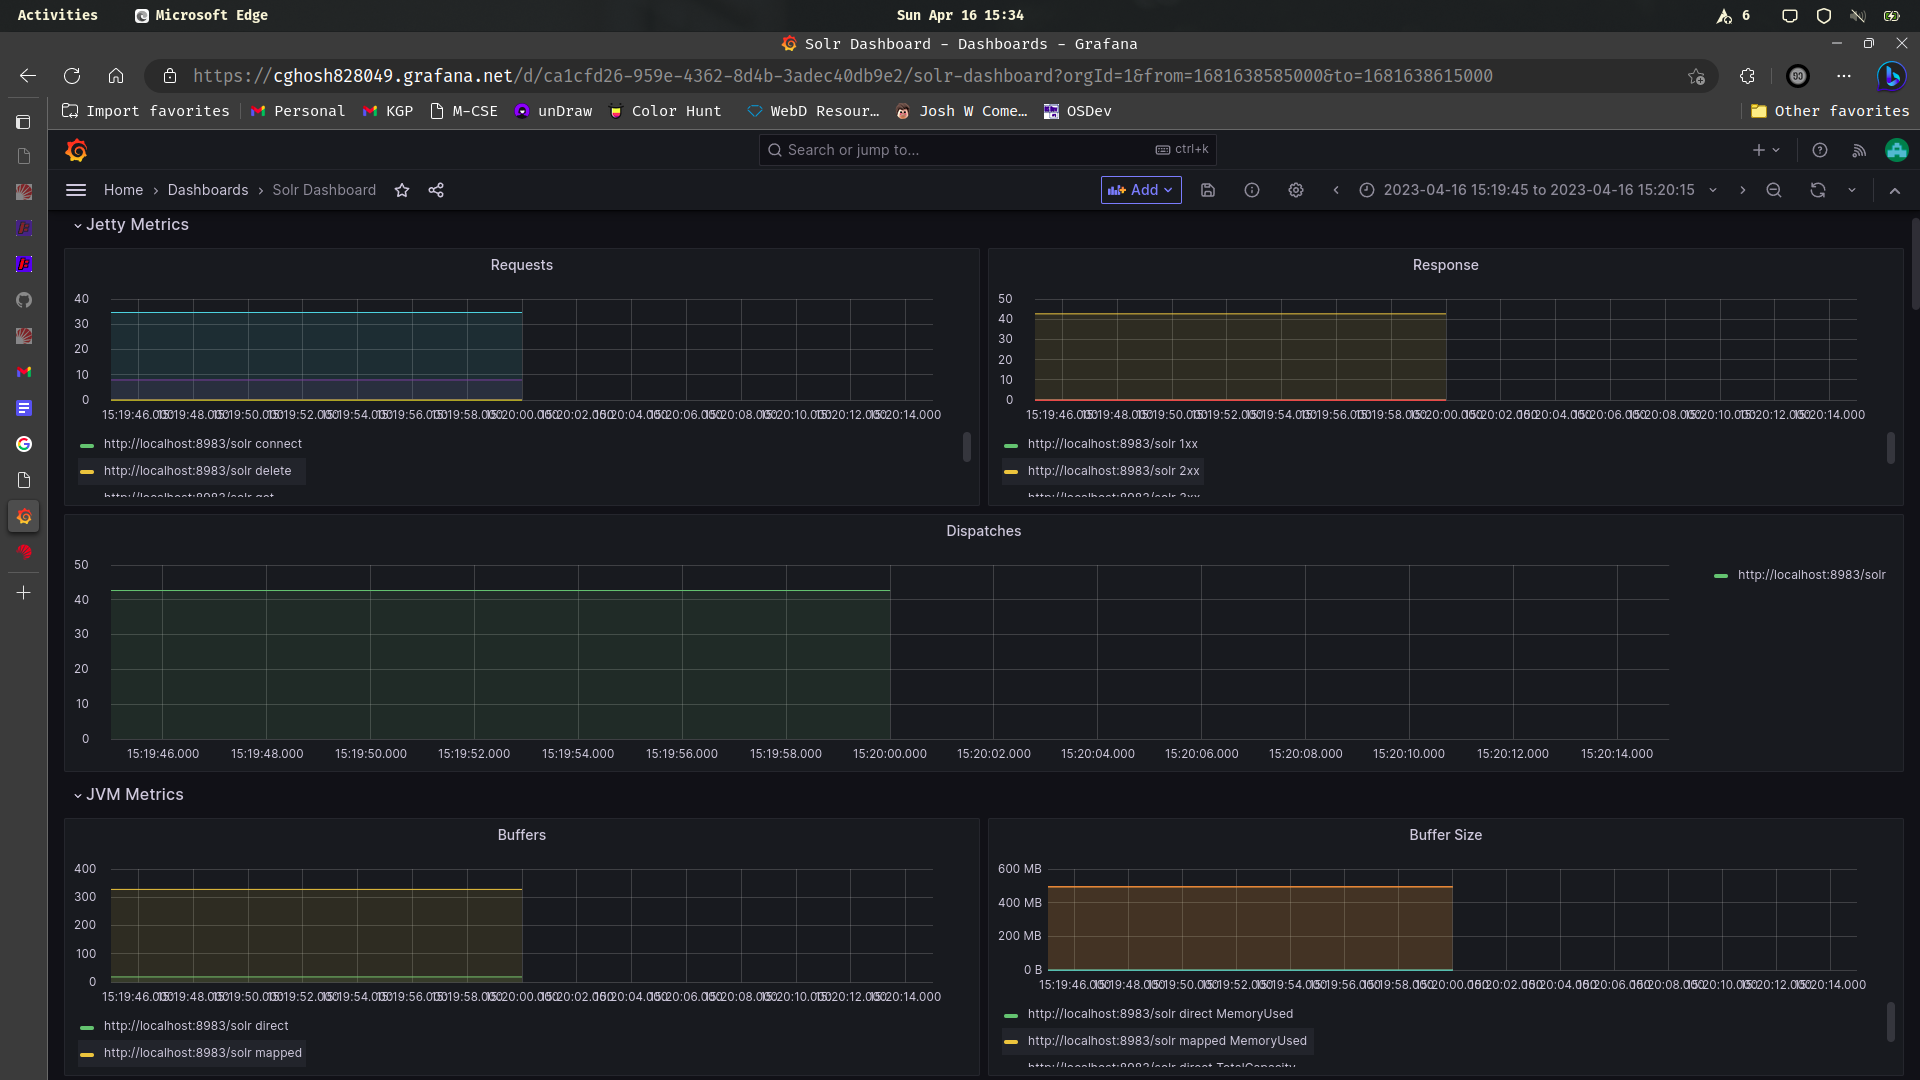 Activities
Microsoft Edge
Sun Apr 16 15:34
6
Solr Dashboard - Dashboards - Grafana
https://cghosh828049.grafana.net/d/ca1cfd26-959e-4362-8d4b-3adec40db9e2/solr-dashboard?orgId=1&from=1681638585000&to=1681638615000
Import favorites
Personal
KGP
M-CSE
unDraw
Color Hunt
WebD Resour…
Josh W Come…
OSDev
Other favorites
Search or jump to...
ctrl+k
Home › Dashboards › Solr Dashboard
Add
2023-04-16 15:19:45 to 2023-04-16 15:20:15
Jetty Metrics
Requests
40
30
20
10
0
15:19:46.000 15:19:48.000 15:19:50.000 15:19:52.000 15:19:54.000 15:19:56.000 15:19:58.000 15:20:00.000 15:20:02.000 15:20:04.000 15:20:06.000 15:20:08.000 15:20:10.000 15:20:12.000 15:20:14.000
http://localhost:8983/solr connect
http://localhost:8983/solr delete
http://localhost:8983/solr get
Response
50
40
30
20
10
0
15:19:46.000 15:19:48.000 15:19:50.000 15:19:52.000 15:19:54.000 15:19:56.000 15:19:58.000 15:20:00.000 15:20:02.000 15:20:04.000 15:20:06.000 15:20:08.000 15:20:10.000 15:20:12.000 15:20:14.000
http://localhost:8983/solr 1xx
http://localhost:8983/solr 2xx
http://localhost:8983/solr 3xx
Dispatches
50
40
30
20
10
0
15:19:46.000 15:19:48.000 15:19:50.000 15:19:52.000 15:19:54.000 15:19:56.000 15:19:58.000 15:20:00.000 15:20:02.000 15:20:04.000 15:20:06.000 15:20:08.000 15:20:10.000 15:20:12.000 15:20:14.000
http://localhost:8983/solr
JVM Metrics
Buffers
400
300
200
100
0
15:19:46.000 15:19:48.000 15:19:50.000 15:19:52.000 15:19:54.000 15:19:56.000 15:19:58.000 15:20:00.000 15:20:02.000 15:20:04.000 15:20:06.000 15:20:08.000 15:20:10.000 15:20:12.000 15:20:14.000
http://localhost:8983/solr direct
http://localhost:8983/solr mapped
Buffer Size
600 MB
400 MB
200 MB
0 B
15:19:46.000 15:19:48.000 15:19:50.000 15:19:52.000 15:19:54.000 15:19:56.000 15:19:58.000 15:20:00.000 15:20:02.000 15:20:04.000 15:20:06.000 15:20:08.000 15:20:10.000 15:20:12.000 15:20:14.000
http://localhost:8983/solr direct MemoryUsed
http://localhost:8983/solr mapped MemoryUsed
http://localhost:8983/solr direct TotalCapacity